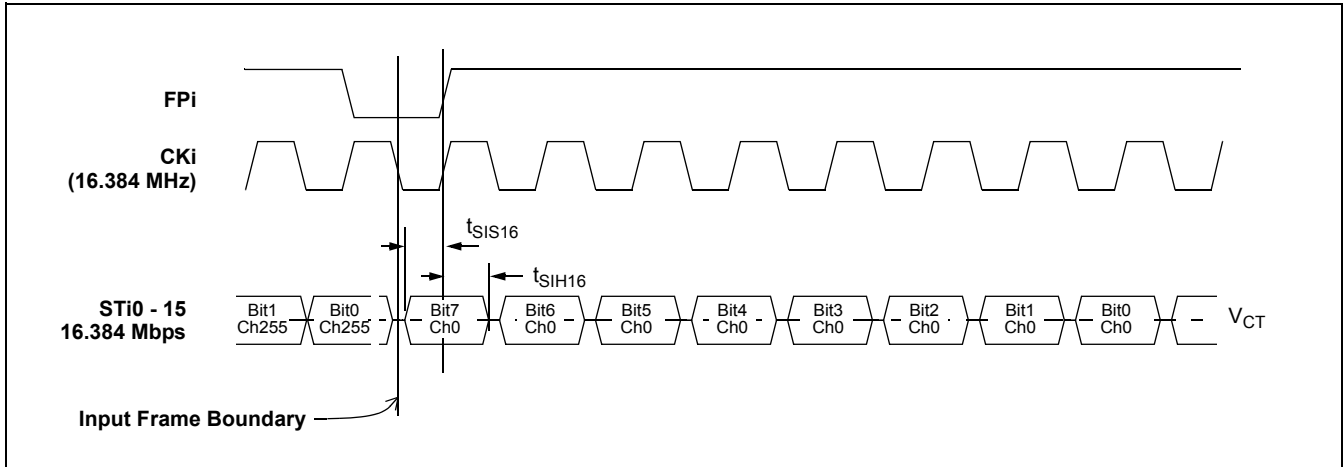 FPi
CKi
(16.384 MHz)
tSIS16
tSIH16
STi0 - 15
16.384 Mbps
Bit1
Ch255
Bit0
Ch255
Bit7
Ch0
Bit6
Ch0
Bit5
Ch0
Bit4
Ch0
Bit3
Ch0
Bit2
Ch0
Bit1
Ch0
Bit0
Ch0
VCT
Input Frame Boundary